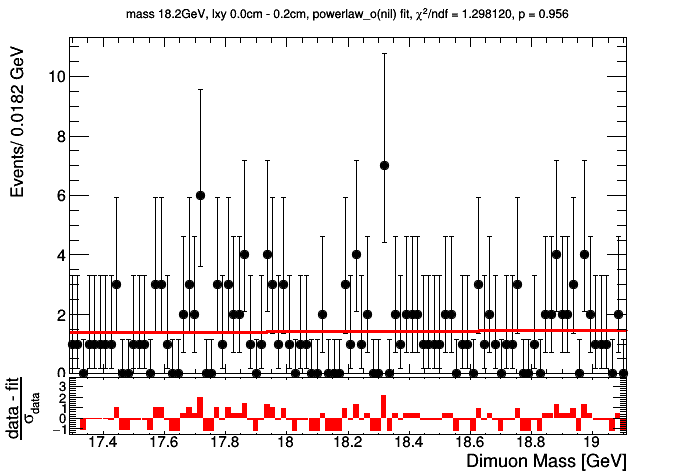 mass 18.2GeV, lxy 0.0cm - 0.2cm, powerlaw_o(nil) fit, χ²/ndf = 1.298120, p = 0.956
Events/ 0.0182 GeV
10
8
6
4
2
0
data - fit
σdata
3
2
1
0
−1
17.4 17.6 17.8 18 18.2 18.4 18.6 18.8 19
Dimuon Mass [GeV]